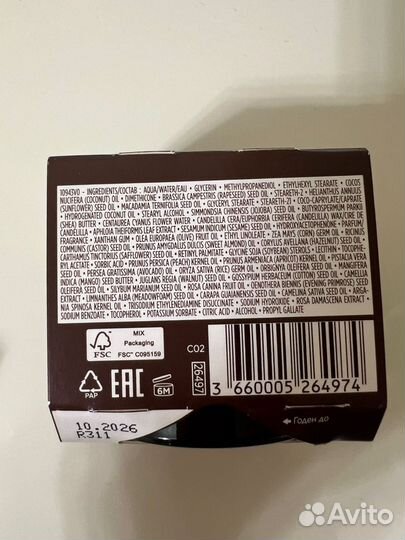 10943V0 - INGREDIENTS/СОСТАВ : AQUA/WATER/EAU • GLYCERIN • METHYLPROPANEDIOL • ETHYLHEXYL STEARATE • COCOS
NUCIFERA (COCONUT) OIL • DIMETHICONE • BRASSICA CAMPESTRIS (RAPESEED) SEED OIL • STEARETH-2 • HELIANTHUS ANNUUS
(SUNFLOWER) SEED OIL • MACADAMIA TERNIFOLIA SEED OIL • GLYCERYL STEARATE • STEARETH-21 • COCO-CAPRYLATE/CAPRATE
• HYDROGENATED COCONUT OIL • STEARYL ALCOHOL • SIMMONDSIA CHINENSIS (JOJOBA) SEED OIL • BUTYROSPERMUM PARKII
(SHEA) BUTTER • CENTAUREA CYANUS FLOWER WATER • CANDELILLA CERA/EUPHORBIA CERIFERA (CANDELILLA) WAX/CIRE DE
CANDELILLA • APHLOIA THEIFORMIS LEAF EXTRACT • SESAMUM INDICUM (SESAME) SEED OIL • HYDROXYACETOPHENONE • PARFUM/
FRAGRANCE • XANTHAN GUM • OLEA EUROPAEA (OLIVE) FRUIT OIL • ETHYL LINOLEATE • ZEA MAYS (CORN) GERM OIL • RICINUS
COMMUNIS (CASTOR) SEED OIL • PRUNUS AMYGDALUS DULCIS (SWEET ALMOND) OIL • CORYLUS AVELLANA (HAZEL) SEED OIL •
CARTHAMUS TINCTORIUS (SAFFLOWER) SEED OIL • RETINYL PALMITATE • GLYCINE SOJA (SOYBEAN) STEROLS • LECITHIN • TOCOPHE-
RYL ACETATE • SORBIC ACID • PRUNUS PERSICA (PEACH) KERNEL OIL • PRUNUS ARMENIACA (APRICOT) KERNEL OIL • PISTACIA VERA
SEED OIL • PERSEA GRATISSIMA (AVOCADO) OIL • ORYZA SATIVA (RICE) GERM OIL • ORBIGNYA OLEIFERA SEED OIL • MANGIFERA
INDICA (MANGO) SEED BUTTER • JUGLANS REGIA (WALNUT) SEED OIL • GOSSYPIUM HERBACEUM (COTTON) SEED OIL • CAMELLIA
OLEIFERA SEED OIL • SILYBUM MARIANUM SEED OIL • ROSA CANINA FRUIT OIL • OENOTHERA BIENNIS (EVENING PRIMROSE) SEED
OIL • LIMNANTHES ALBA (MEADOWFOAM) SEED OIL • CARAPA GUAIANENSIS SEED OIL • CAMELINA SATIVA SEED OIL • ARGA-
NIA SPINOSA KERNEL OIL • TRISODIUM ETHYLENEDIAMINE DISUCCINATE • SODIUM HYDROXIDE • ROSA DAMASCENA EXTRACT •
SODIUM BENZOATE • TOCOPHEROL • POTASSIUM SORBATE • CITRIC ACID • ALCOHOL • PROPYL GALLATE
FSC
MIX
Packaging
FSC® C095159
C02
26497
PAP
EAC
6M
3 660005 264974
10.2026
R311
Годен до
Avito